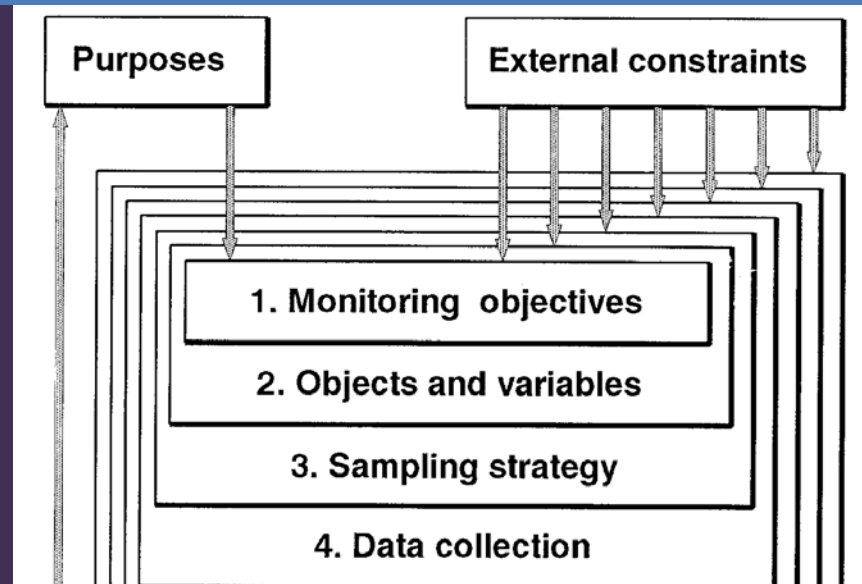 Purposes
External constraints
1. Monitoring objectives
2. Objects and variables
3. Sampling strategy
4. Data collection